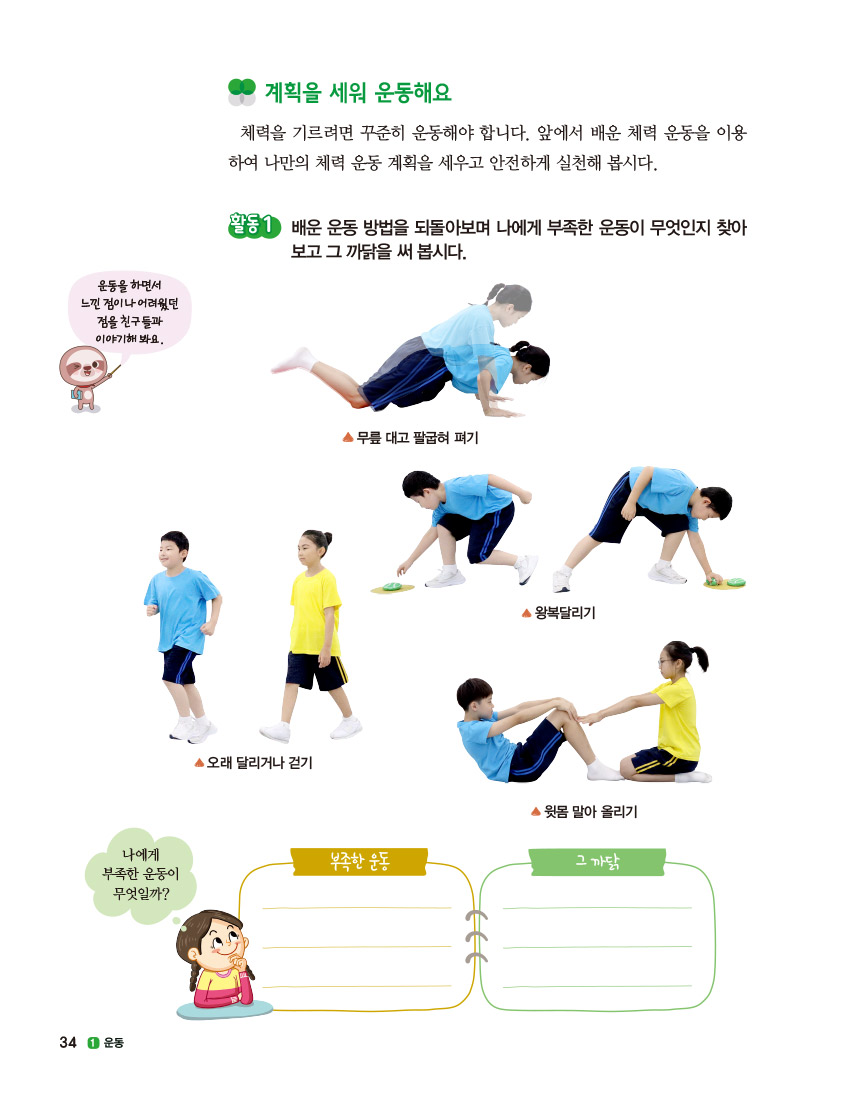 계획을 세워 운동해요
체력을 기르려면 꾸준히 운동해야 합니다. 앞에서 배운 체력 운동을 이용
하여 나만의 체력 운동 계획을 세우고 안전하게 실천해 봅시다.
활동1 배운 운동 방법을 되돌아보며 나에게 부족한 운동이 무엇인지 찾아
보고 그 까닭을 써 봅시다.
운동을 하면서
느낀 점이나 어려웠던
점을 친구들과
이야기해 봐요.
▲ 무릎 대고 팔굽혀 펴기
▲ 왕복달리기
▲ 오래 달리거나 걷기
▲ 윗몸 말아 올리기
나에게
부족한 운동이
무엇일까?
부족한 운동
그 까닭
34 1 운동